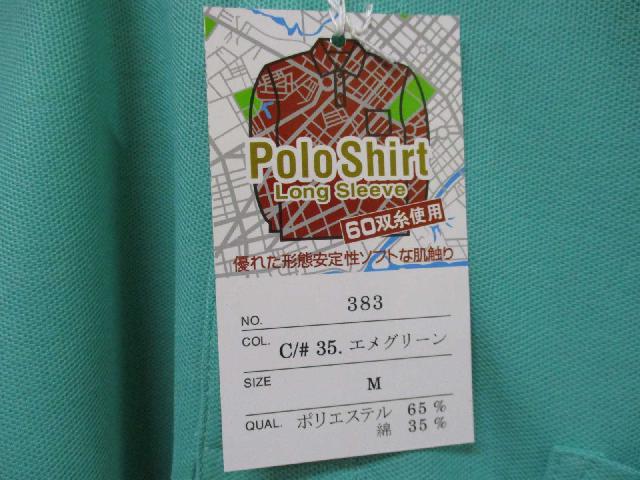 Polo Shirt
Long Sleeve
60双糸使用
優れた形態安定性ソフトな肌触り
NO. 383
COL. C/# 35. エメグリーン
SIZE M
QUAL. ポリエステル 65%
綿 35%